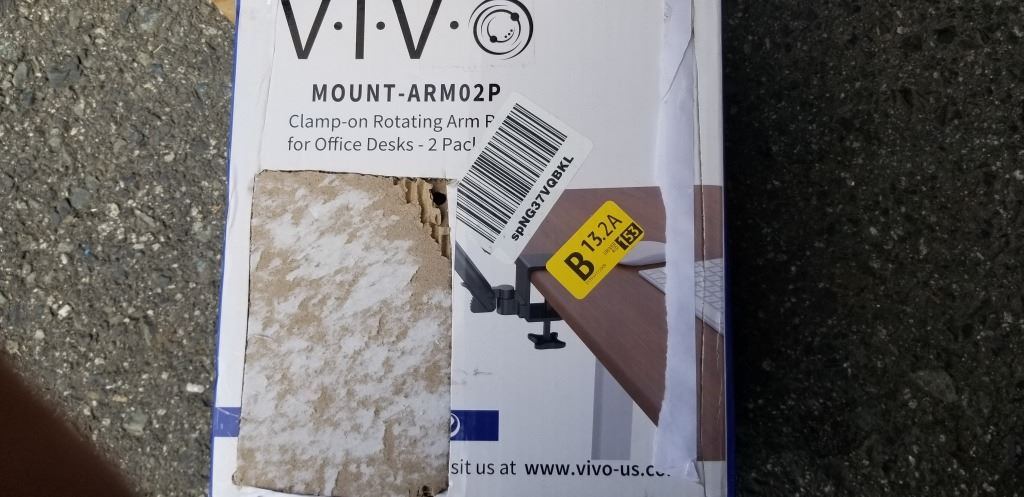 V·I·V·O
MOUNT-ARM02P
Clamp-on Rotating Arm
for Office Desks - 2
spNG37VQBKL
B 13.2A
153
sit us at www.vivo-us.co